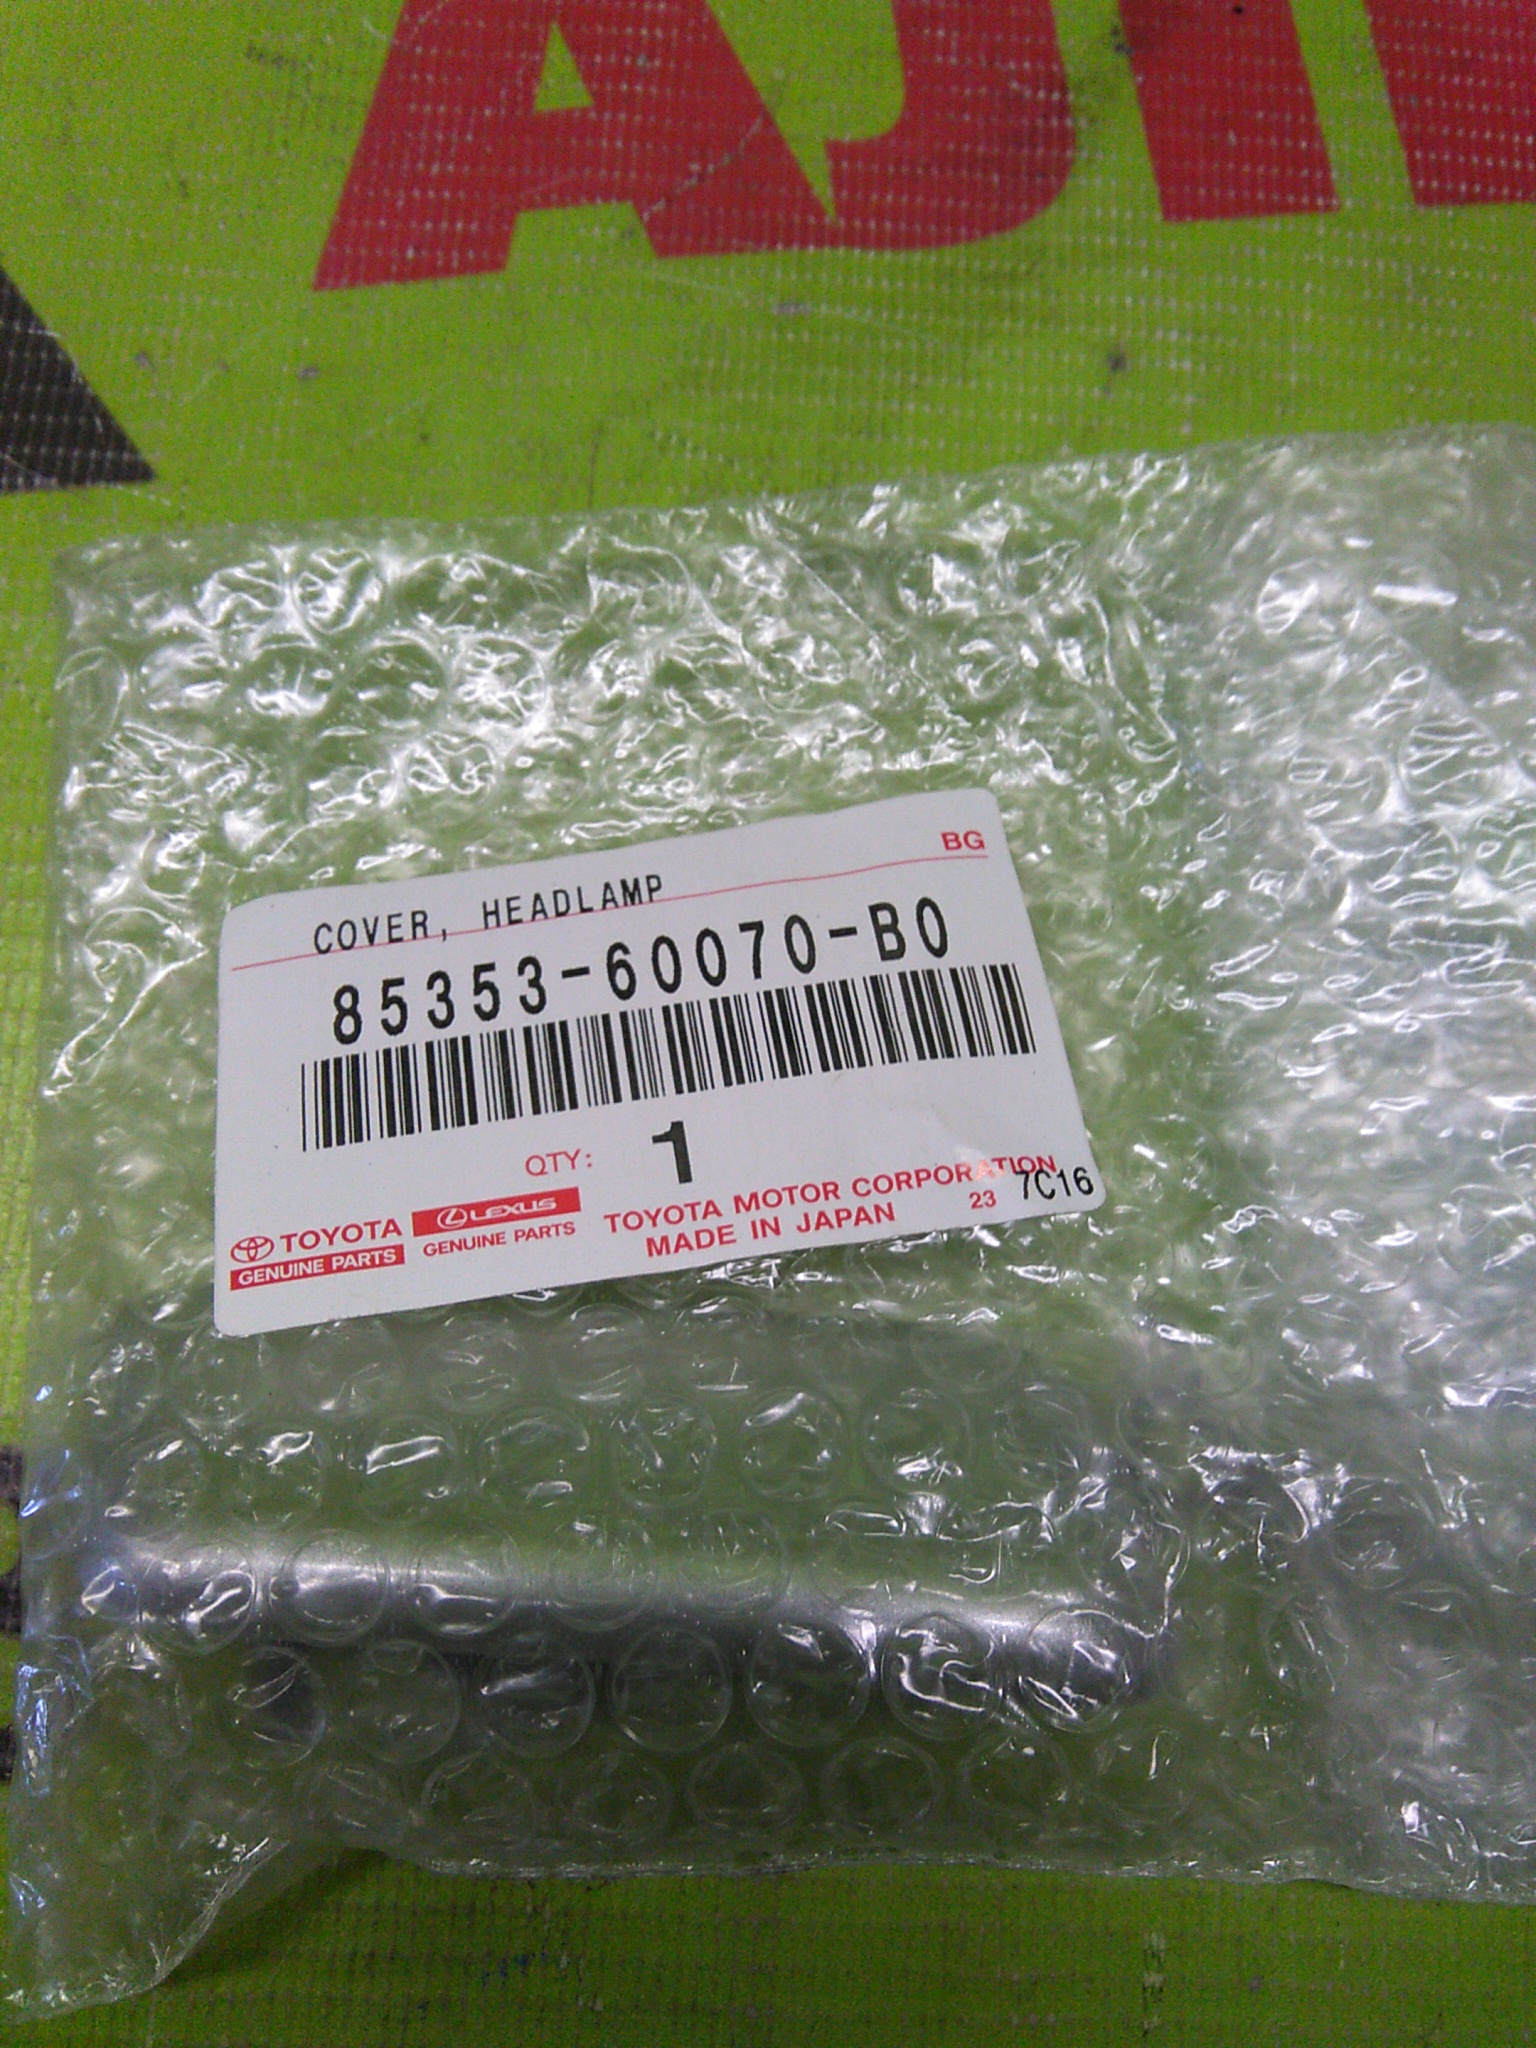 BG
COVER, HEADLAMP
85353-60070-B0
QTY: 1
TOYOTA
GENUINE PARTS
LEXUS
GENUINE PARTS
TOYOTA MOTOR CORPORATION
MADE IN JAPAN
23 7C16